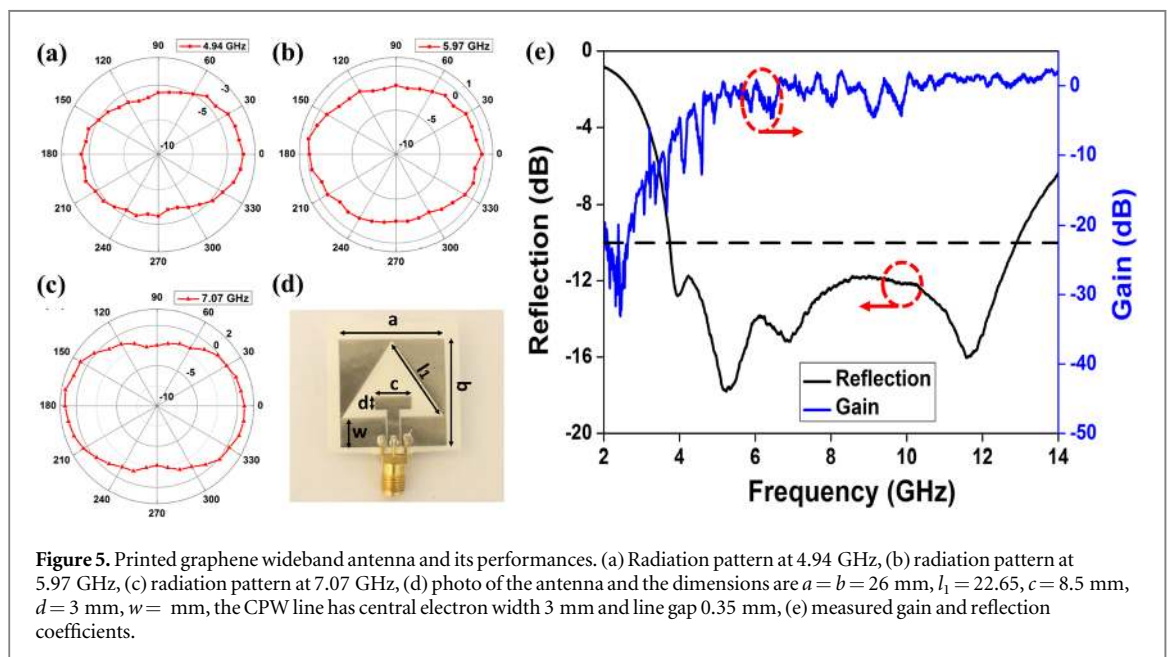 (a)
90
4.94 GHz
120
60
150
30
-3
-5
-10
180
0
210
330
240
300
270
(b)
90
5.97 GHz
120
60
150
30
1
0
-5
-10
180
0
210
330
240
300
270
(c)
90
7.07 GHz
120
60
150
30
2
0
-5
-10
180
0
210
330
240
300
270
(d)
a
b
l1
c
d
w
(e)
0
-4
-8
-12
-16
-20
Reflection (dB)
0
-10
-20
-30
-40
-50
Gain (dB)
Reflection
Gain
2 4 6 8 10 12 14
Frequency (GHz)
Figure 5. Printed graphene wideband antenna and its performances. (a) Radiation pattern at 4.94 GHz, (b) radiation pattern at
5.97 GHz, (c) radiation pattern at 7.07 GHz, (d) photo of the antenna and the dimensions are a = b = 26 mm, l1 = 22.65, c = 8.5 mm,
d = 3 mm, w = mm, the CPW line has central electron width 3 mm and line gap 0.35 mm, (e) measured gain and reflection
coefficients.